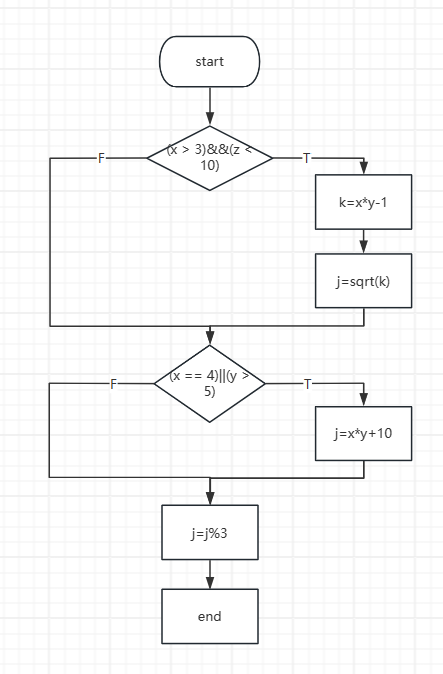 start
(x > 3)&&(z <
10)
F
T
k=x*y-1
j=sqrt(k)
(x == 4)||(y >
5)
F
T
j=x*y+10
j=j%3
end